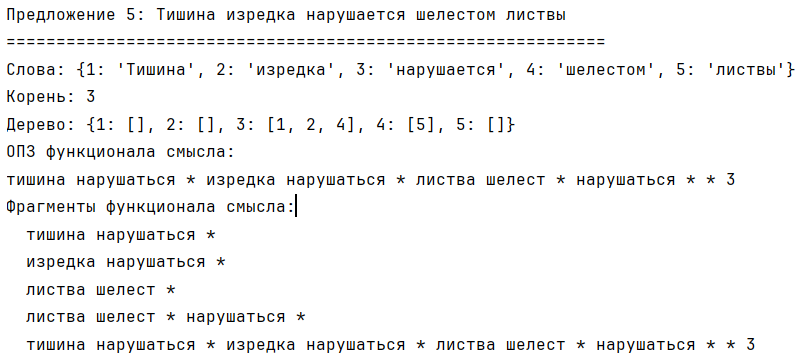 Предложение 5: Тишина изредка нарушается шелестом листвы
============================================================
Слова: {1: 'Тишина', 2: 'изредка', 3: 'нарушается', 4: 'шелестом', 5: 'листвы'}
Корень: 3
Дерево: {1: [], 2: [], 3: [1, 2, 4], 4: [5], 5: []}
ОПЗ функционала смысла:
тишина нарушаться * изредка нарушаться * листва шелест * нарушаться * * 3
Фрагменты функционала смысла:
  тишина нарушаться *
  изредка нарушаться *
  листва шелест *
  листва шелест * нарушаться *
  тишина нарушаться * изредка нарушаться * листва шелест * нарушаться * * 3